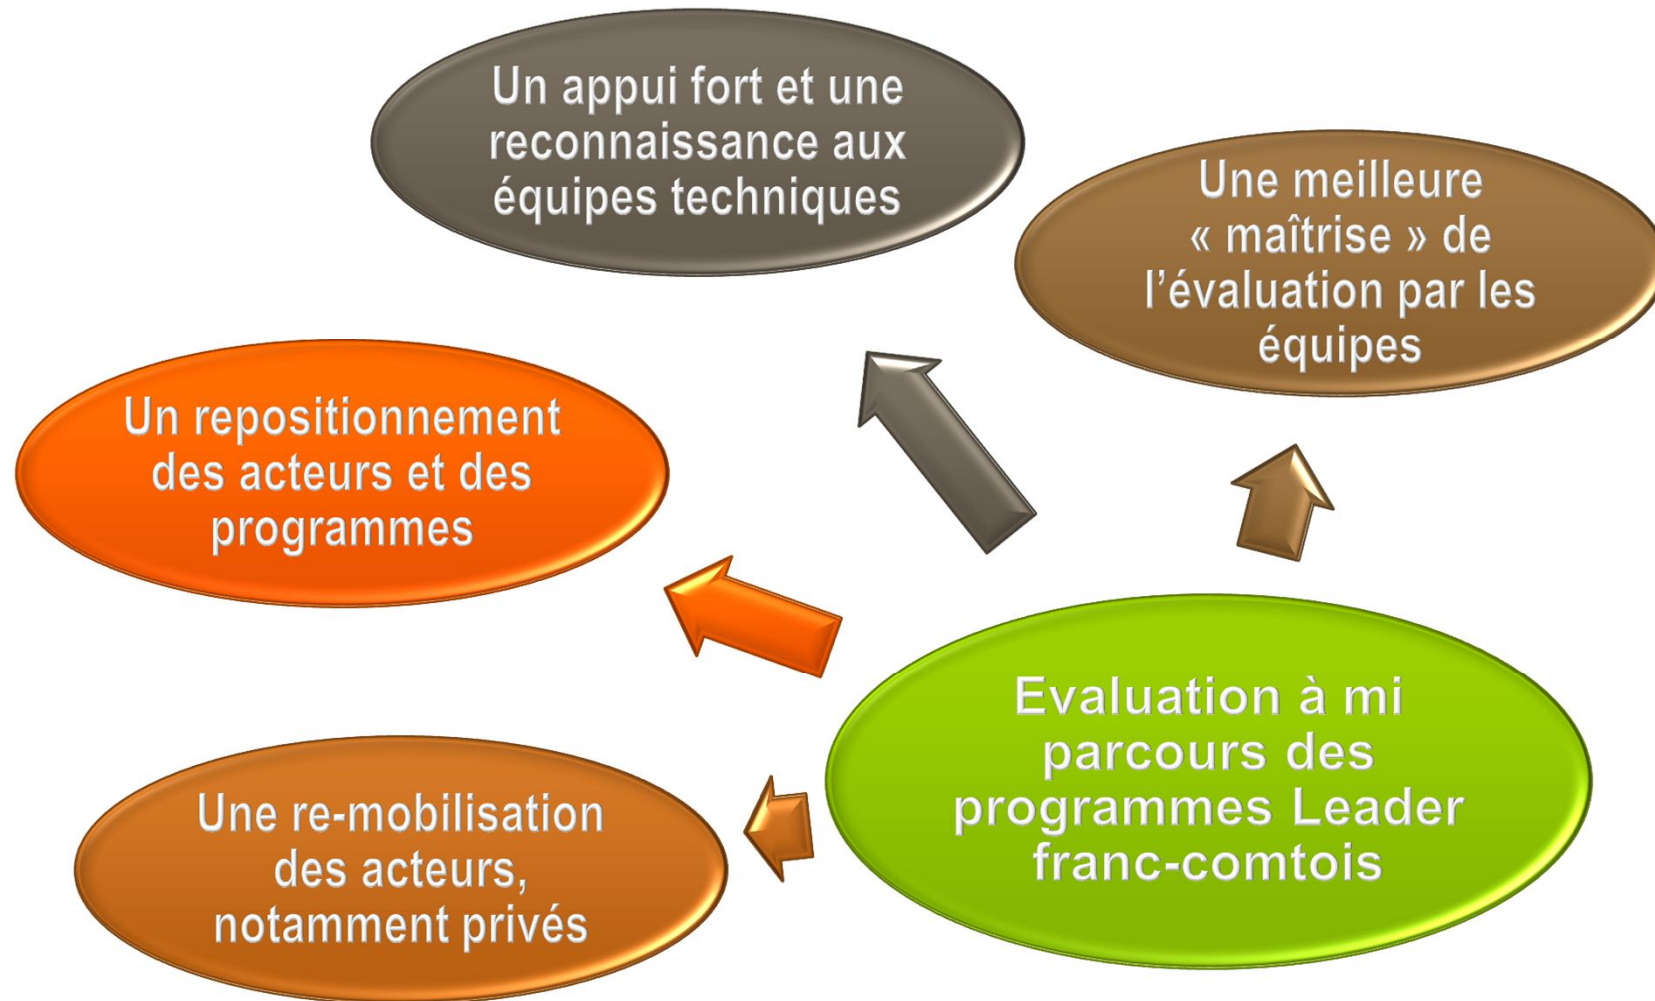 Un appui fort et une
reconnaissance aux
équipes techniques
Une meilleure
« maîtrise » de
l’évaluation par les
équipes
Un repositionnement
des acteurs et des
programmes
Une re-mobilisation
des acteurs,
notamment privés
Evaluation à mi
parcours des
programmes Leader
franc-comtois